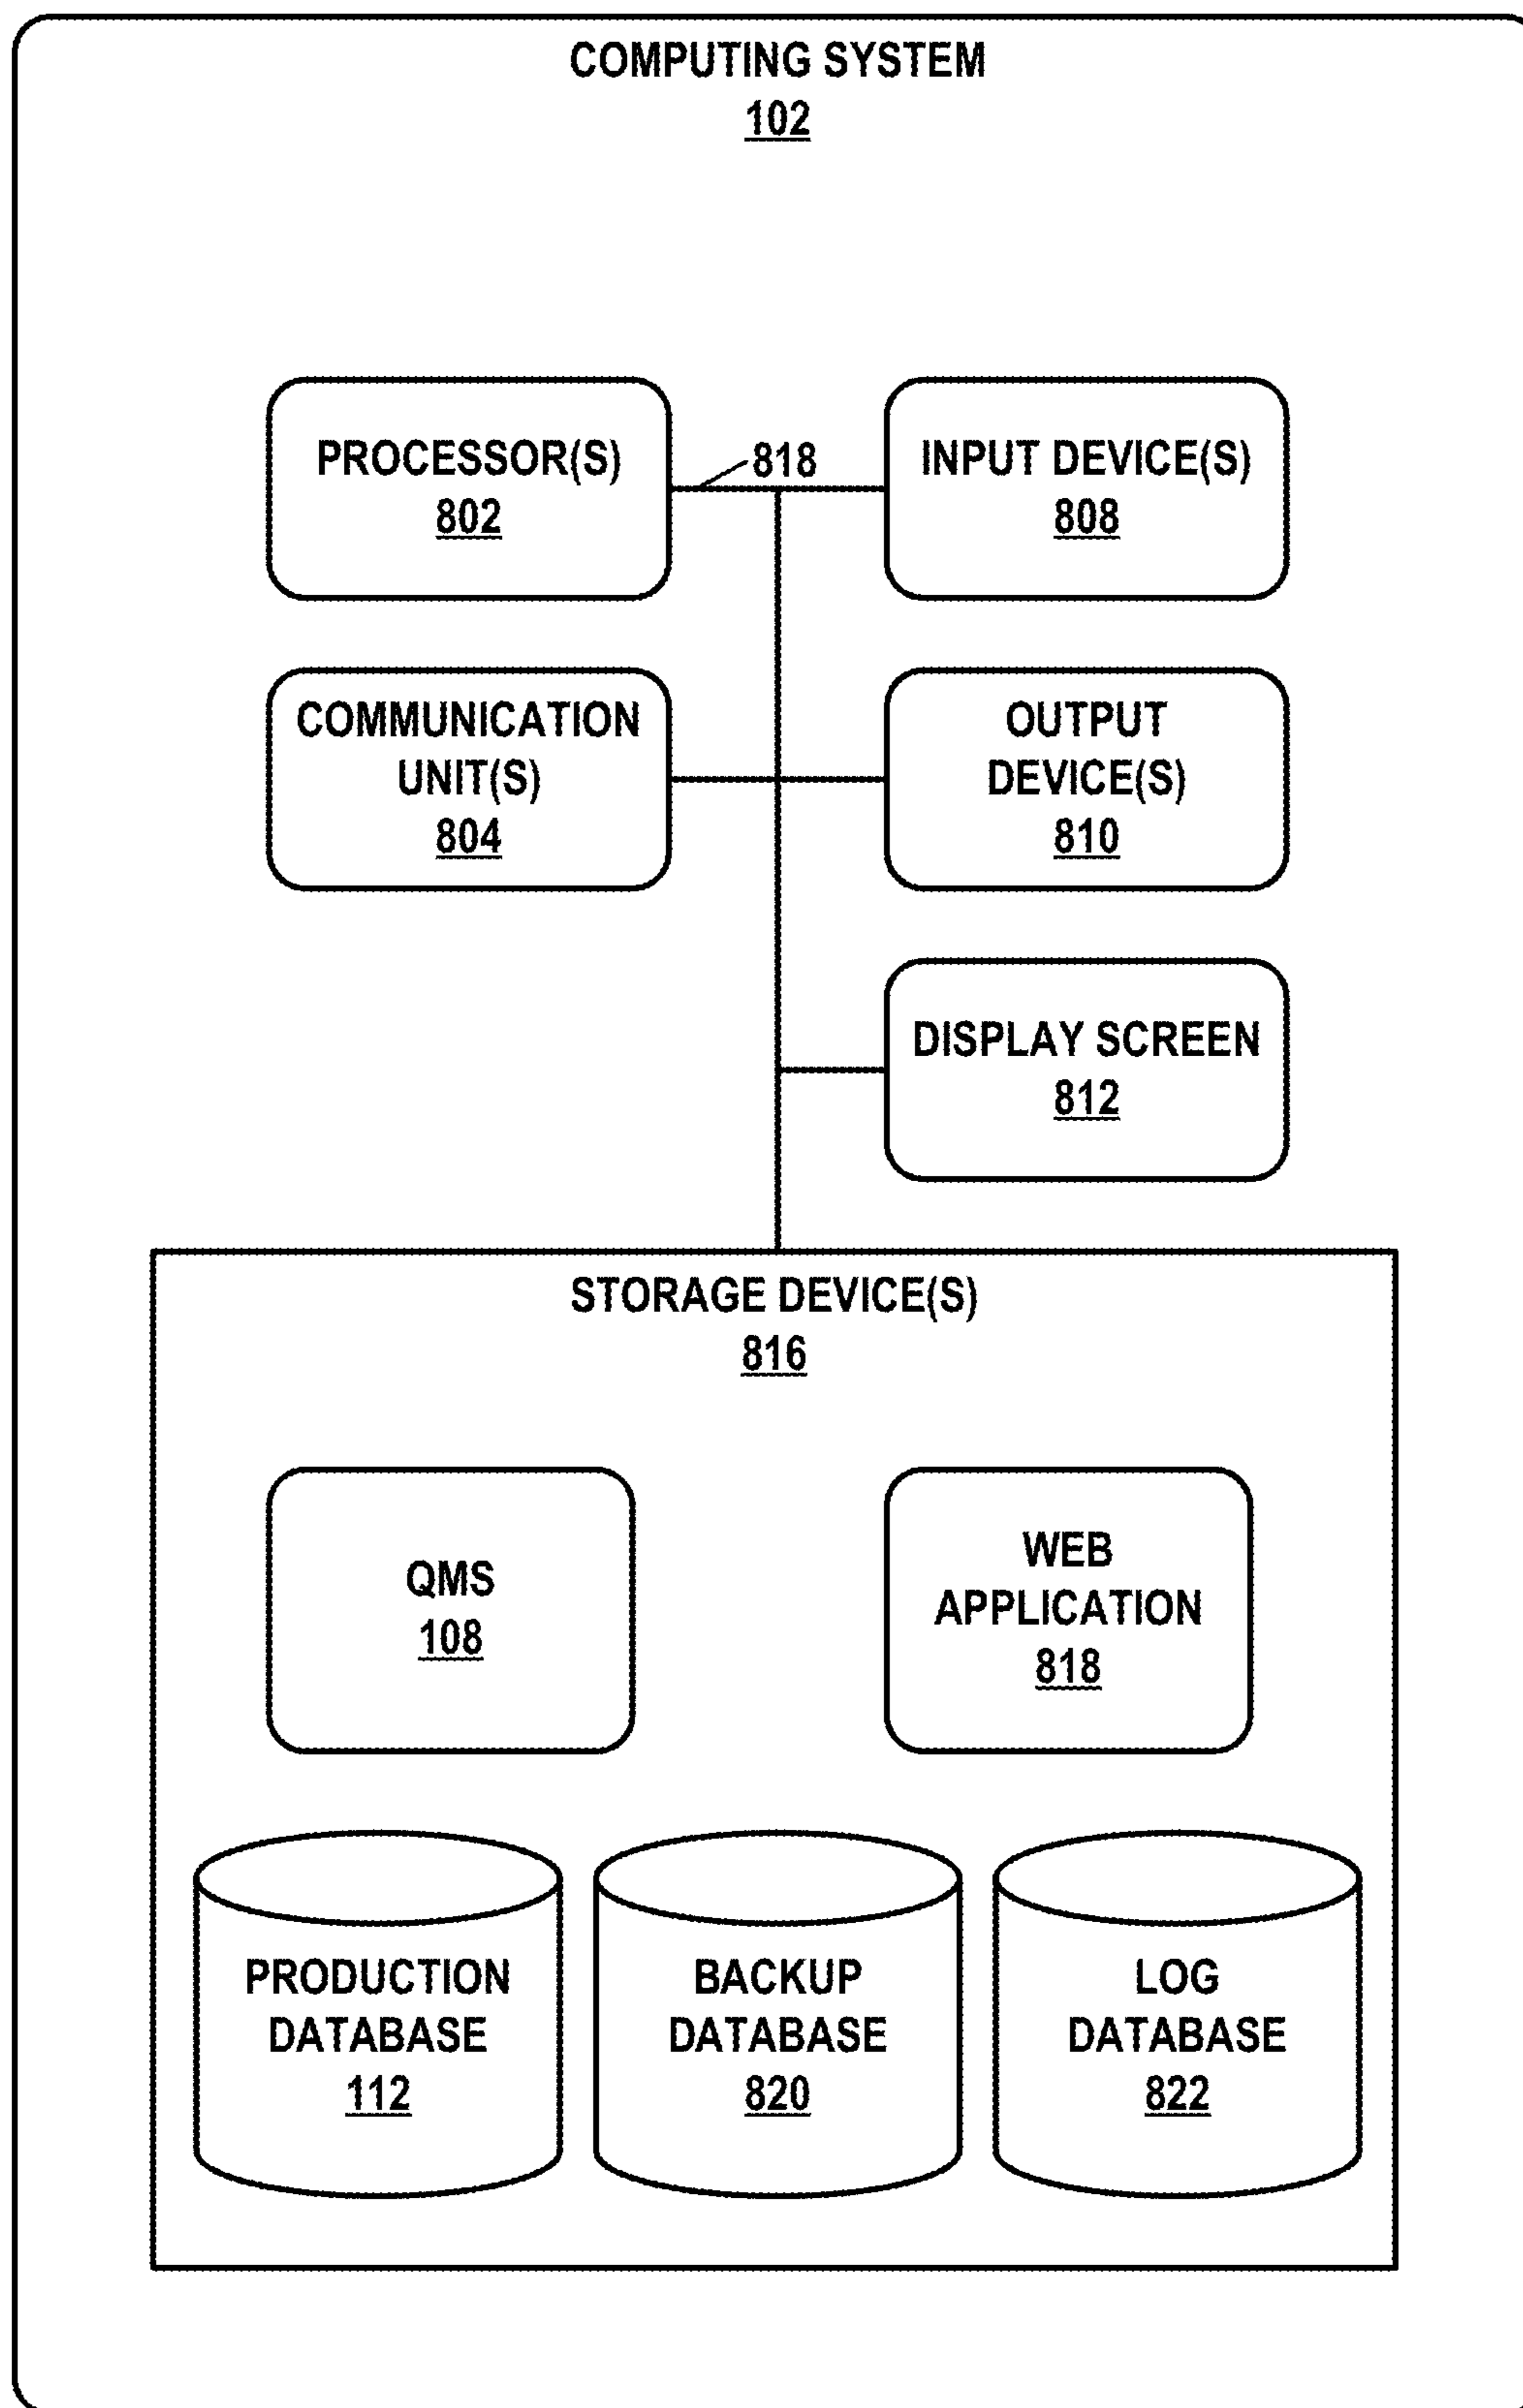 COMPUTING SYSTEM
102
PROCESSOR(S)
802
818
INPUT DEVICE(S)
808
COMMUNICATION
UNIT(S)
804
OUTPUT
DEVICE(S)
810
DISPLAY SCREEN
812
STORAGE DEVICE(S)
816
QMS
108
WEB
APPLICATION
818
PRODUCTION
DATABASE
112
BACKUP
DATABASE
820
LOG
DATABASE
822